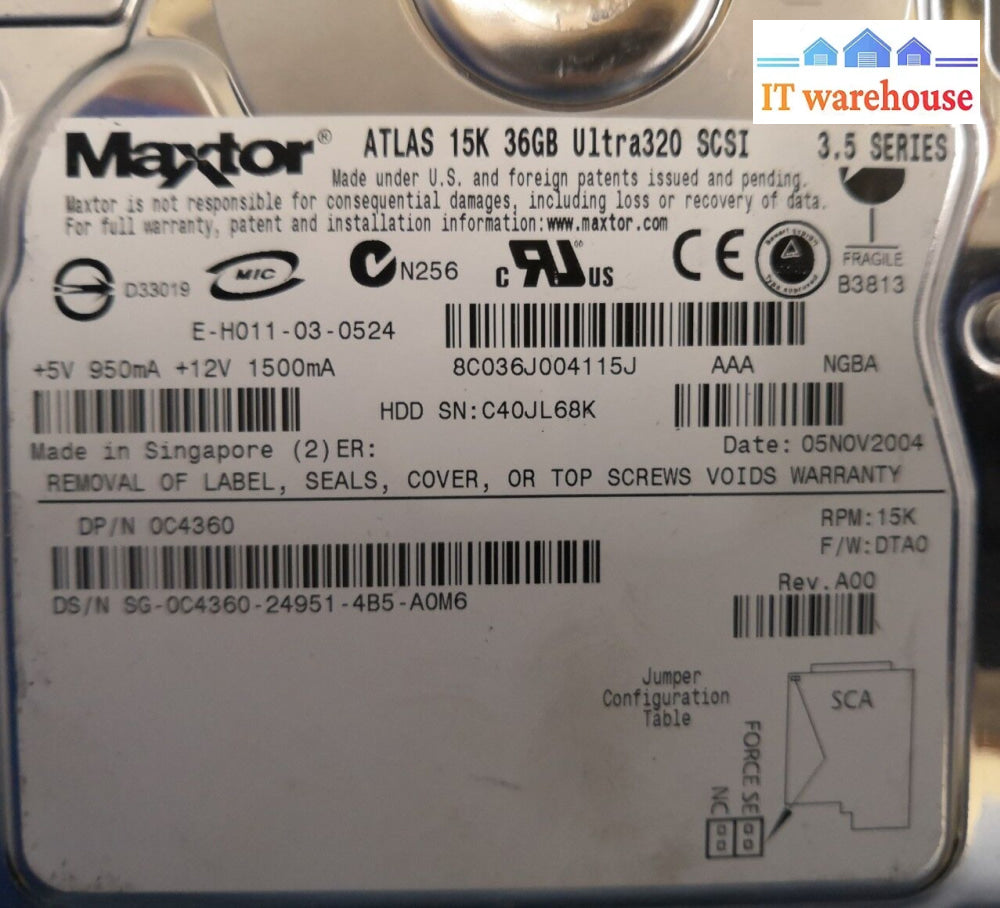 IT warehouse
Maxtor® ATLAS 15K 36GB Ultra320 SCSI 3.5 SERIES
Made under U.S. and foreign patents issued and pending.
Maxtor is not responsible for consequential damages, including loss or recovery of data.
For full warranty, patent and installation information: www.maxtor.com
D33019 MIC N256 c RU US CE FRAGILE
B3813
E-H011-03-0524
+5V 950mA +12V 1500mA 8C036J004115J AAA NGBA
HDD SN:C40JL68K
Made in Singapore (2)ER: Date: 05NOV2004
REMOVAL OF LABEL, SEALS, COVER, OR TOP SCREWS VOIDS WARRANTY
DP/N 0C4360 RPM:15K
F/W:DTA0
Rev.A00
DS/N SG-0C4360-24951-4B5-A0M6
Jumper
Configuration
Table
SCA
FORCE SE
NC